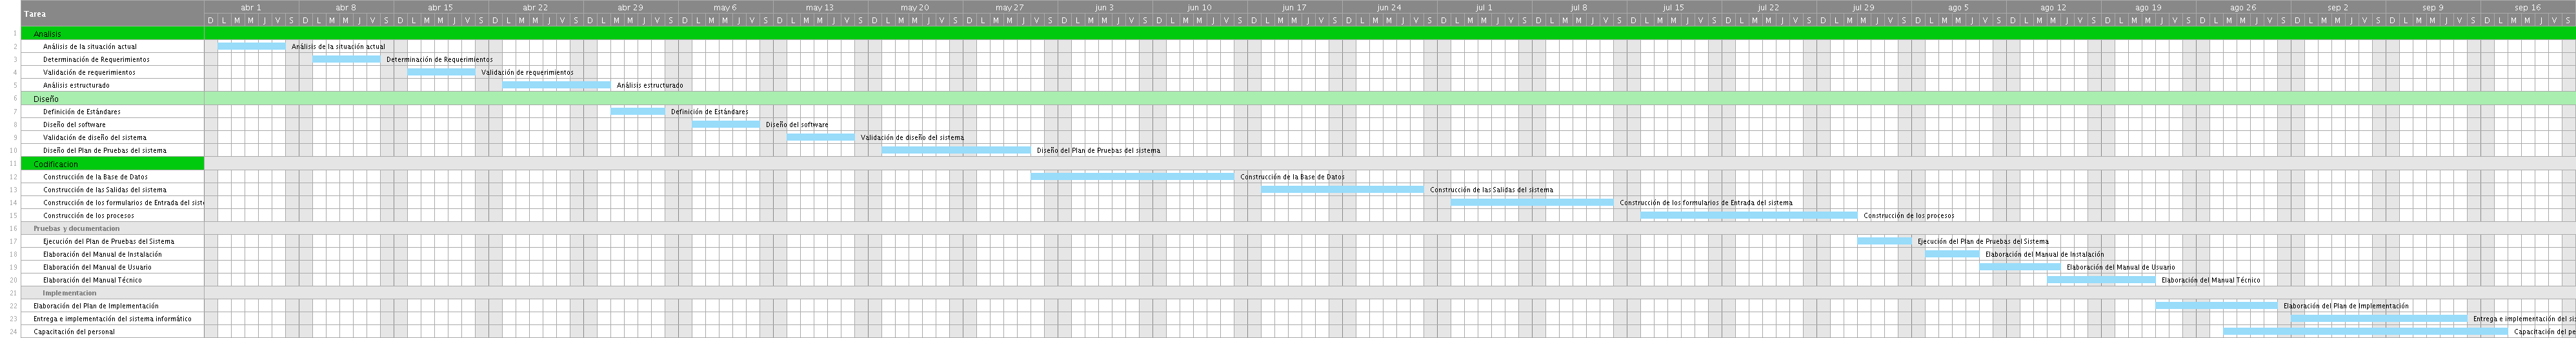 abr 1 abr 8 abr 15 abr 22 abr 29 may 6 may 13 may 20 may 27 jun 3 jun 10 jun 17 jun 24 jul 1 jul 8 jul 15 jul 22 jul 29 ago 5 ago 12 ago 19 ago 26 sep 2 sep 9 sep 16
Tarea
D L M M J V S D L M M J V S D L M M J V S D L M M J V S D L M M J V S D L M M J V S D L M M J V S D L M M J V S D L M M J V S D L M M J V S D L M M J V S D L M M J V S D L M M J V S D L M M J V S D L M M J V S D L M M J V S D L M M J V S D L M M J V S D L M M J V S D L M M J V S D L M M J V S D L M M J V S D L M M J V S D L M M J V S D L M M J V S
1 Analisis
2 Análisis de la situación actual Análisis de la situación actual
3 Determinación de Requerimientos Determinación de Requerimientos
4 Validación de requerimientos Validación de requerimientos
5 Análisis estructurado Análisis estructurado
6 Diseño
7 Definición de Estándares Definición de Estándares
8 Diseño del software Diseño del software
9 Validación de diseño del sistema Validación de diseño del sistema
10 Diseño del Plan de Pruebas del sistema Diseño del Plan de Pruebas del sistema
11 Codificacion
12 Construcción de la Base de Datos Construcción de la Base de Datos
13 Construcción de las Salidas del sistema Construcción de las Salidas del sistema
14 Construcción de los formularios de Entrada del siste Construcción de los formularios de Entrada del sistema
15 Construcción de los procesos Construcción de los procesos
16 Pruebas y documentacion
17 Ejecución del Plan de Pruebas del Sistema Ejecución del Plan de Pruebas del Sistema
18 Elaboración del Manual de Instalación Elaboración del Manual de Instalación
19 Elaboración del Manual de Usuario Elaboración del Manual de Usuario
20 Elaboración del Manual Técnico Elaboración del Manual Técnico
21 Implementacion
22 Elaboración del Plan de Implementación Elaboración del Plan de Implementación
23 Entrega e implementación del sistema informático Entrega e implementación del sis
24 Capacitación del personal Capacitación del pe